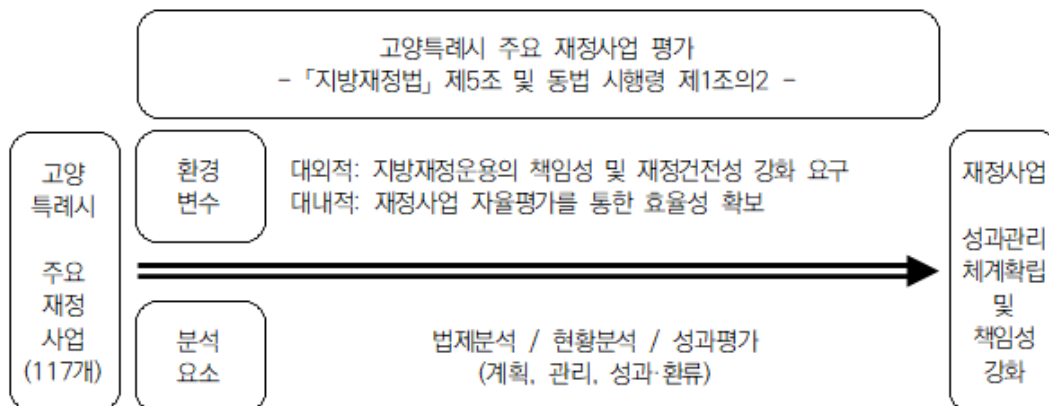 고양특례시 주요 재정사업 평가
- 「지방재정법」 제5조 및 동법 시행령 제1조의2 -
고양
특례시
주요
재정
사업
(117개)
환경
변수
대외적: 지방재정운용의 책임성 및 재정건전성 강화 요구
대내적: 재정사업 자율평가를 통한 효율성 확보
분석
요소
법제분석 / 현황분석 / 성과평가
(계획, 관리, 성과·환류)
재정사업
성과관리
체계확립
및
책임성
강화